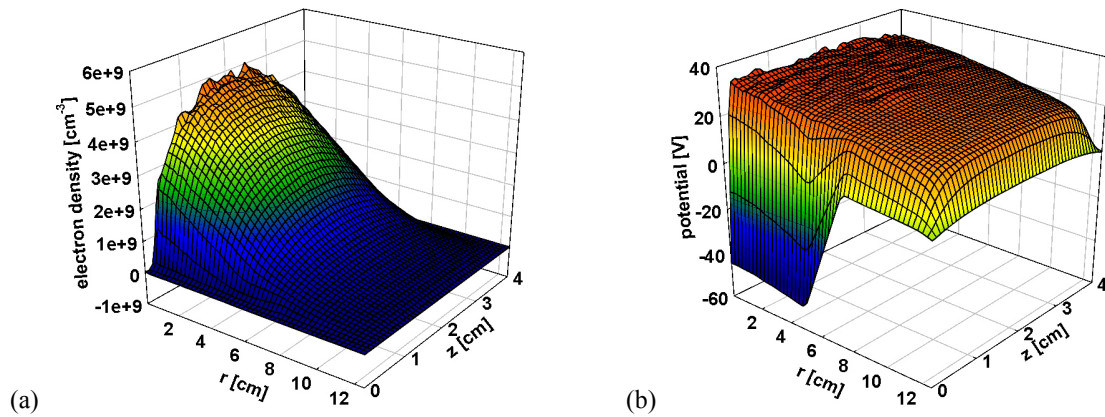 6e+9
5e+9
4e+9
3e+9
2e+9
1e+9
0
-1e+9
electron density [cm-3]
2
4
6
8
10
12
r [cm]
0
1
2
3
4
z [cm]
(a)
40
20
0
-20
-40
-60
potential [V]
2
4
6
8
10
12
r [cm]
0
1
2
3
4
z [cm]
(b)